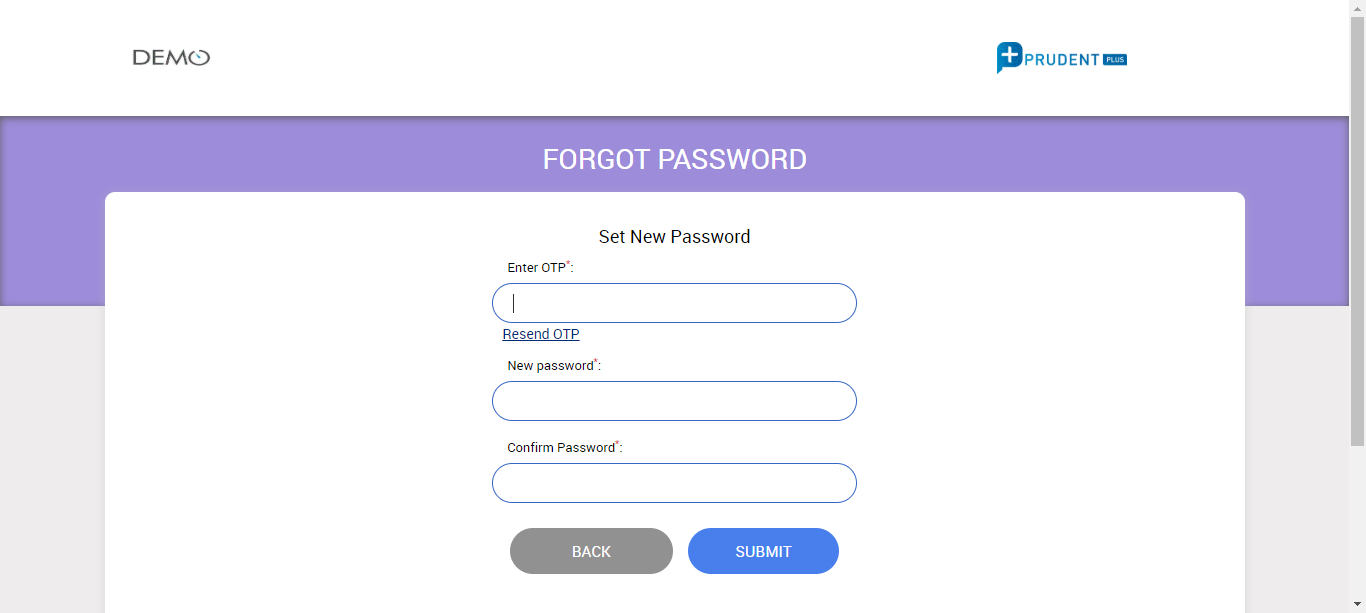 DEMO
PRUDENT PLUS
FORGOT PASSWORD
Set New Password
Enter OTP*:
Resend OTP
New password*:
Confirm Password*:
BACK
SUBMIT